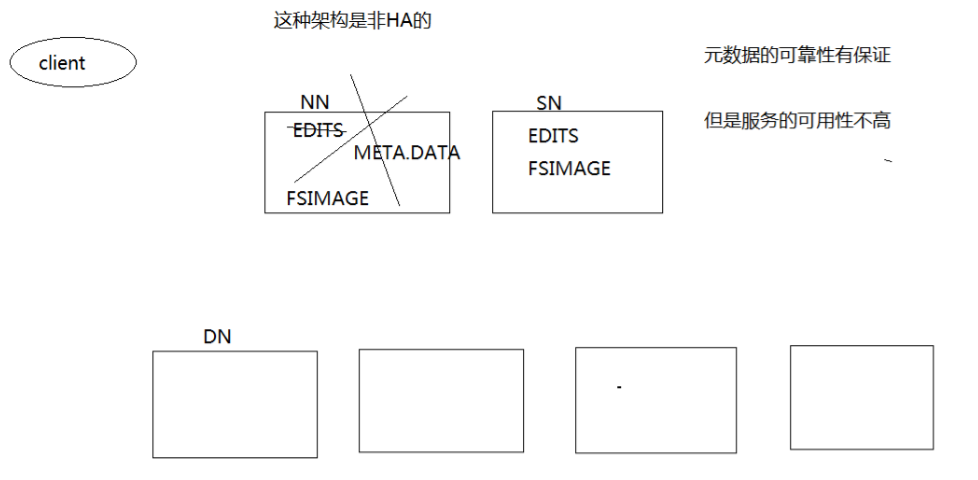 这种架构是非HA的
client
元数据的可靠性有保证
NN
SN
但是服务的可用性不高
EDITS
META.DATA
FSIMAGE
EDITS
FSIMAGE
DN